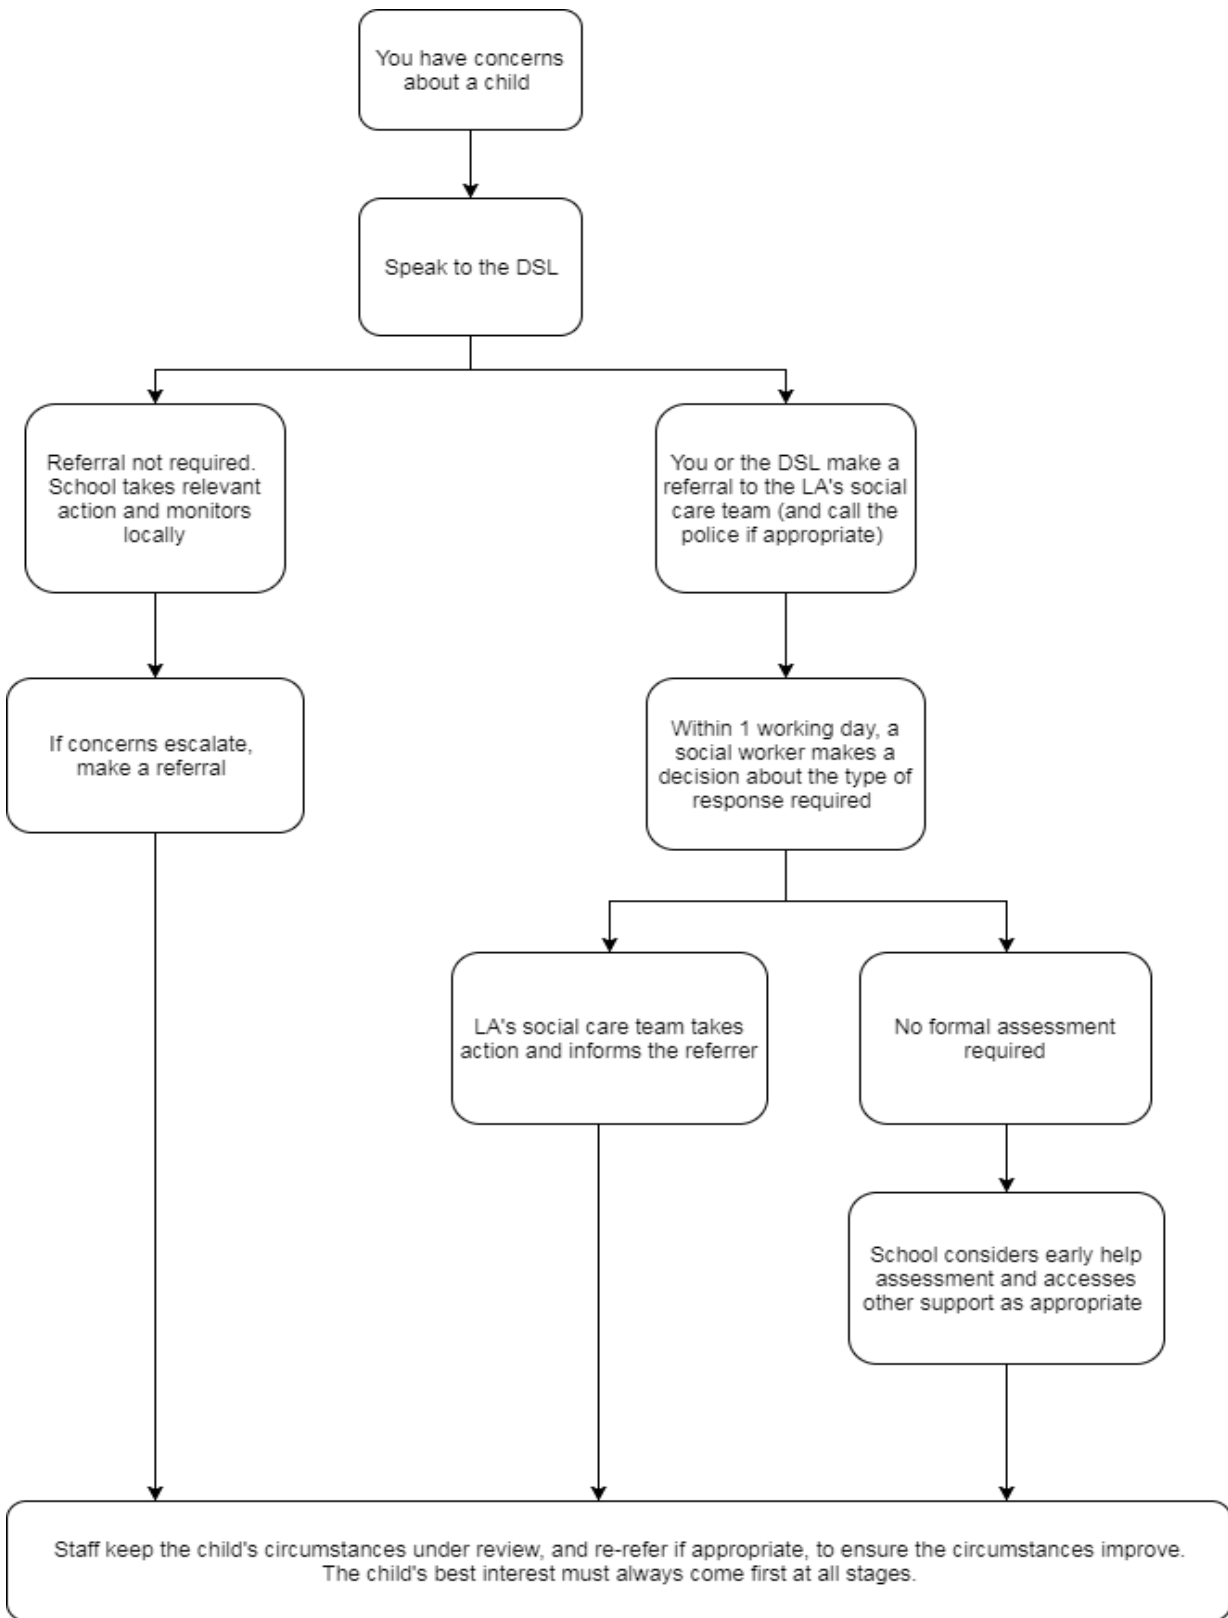 You have concerns
about a child
Speak to the DSL
Referral not required.
School takes relevant
action and monitors
locally
You or the DSL make a
referral to the LA's social
care team (and call the
police if appropriate)
If concerns escalate,
make a referral
Within 1 working day, a
social worker makes a
decision about the type of
response required
LA's social care team takes
action and informs the referrer
No formal assessment
required
School considers early help
assessment and accesses
other support as appropriate
Staff keep the child's circumstances under review, and re-refer if appropriate, to ensure the circumstances improve.
The child's best interest must always come first at all stages.